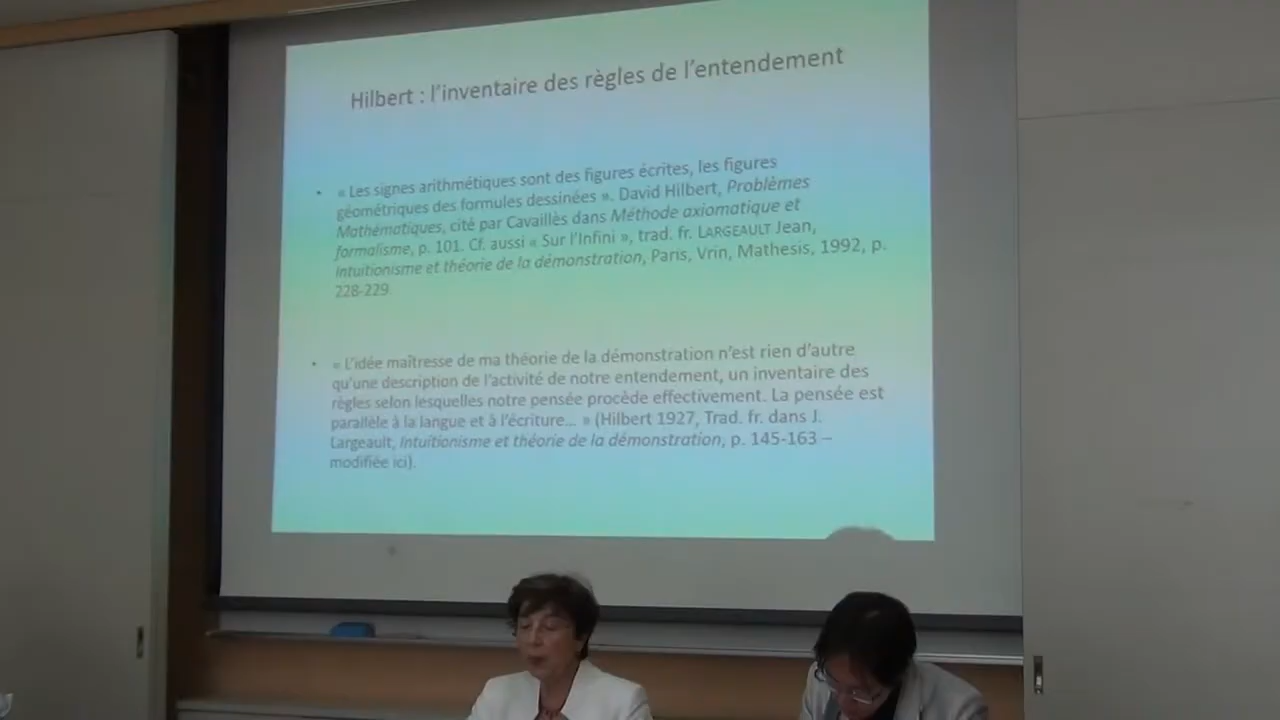 Hilbert : l'inventaire des règles de l'entendement
• « Les signes arithmétiques sont des figures écrites, les figures
géométriques des formules dessinées ». David Hilbert, Problèmes
Mathématiques, cité par Cavaillès dans Méthode axiomatique et
formalisme, p. 101. Cf. aussi « Sur l'Infini », trad. fr. LARGEAULT Jean,
Intuitionisme et théorie de la démonstration, Paris, Vrin, Mathesis, 1992, p.
228-229
• « L'idée maîtresse de ma théorie de la démonstration n'est rien d'autre
qu'une description de l'activité de notre entendement, un inventaire des
règles selon lesquelles notre pensée procède effectivement. La pensée est
parallèle à la langue et à l'écriture... » (Hilbert 1927, Trad. fr. dans J.
Largeault, Intuitionisme et théorie de la démonstration, p. 145-163 –
modifiée ici).